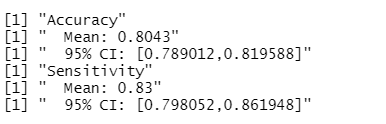 [1] "Accuracy"
[1] "  Mean: 0.8043"
[1] "  95% CI: [0.789012,0.819588]"
[1] "Sensitivity"
[1] "  Mean: 0.83"
[1] "  95% CI: [0.798052,0.861948]"